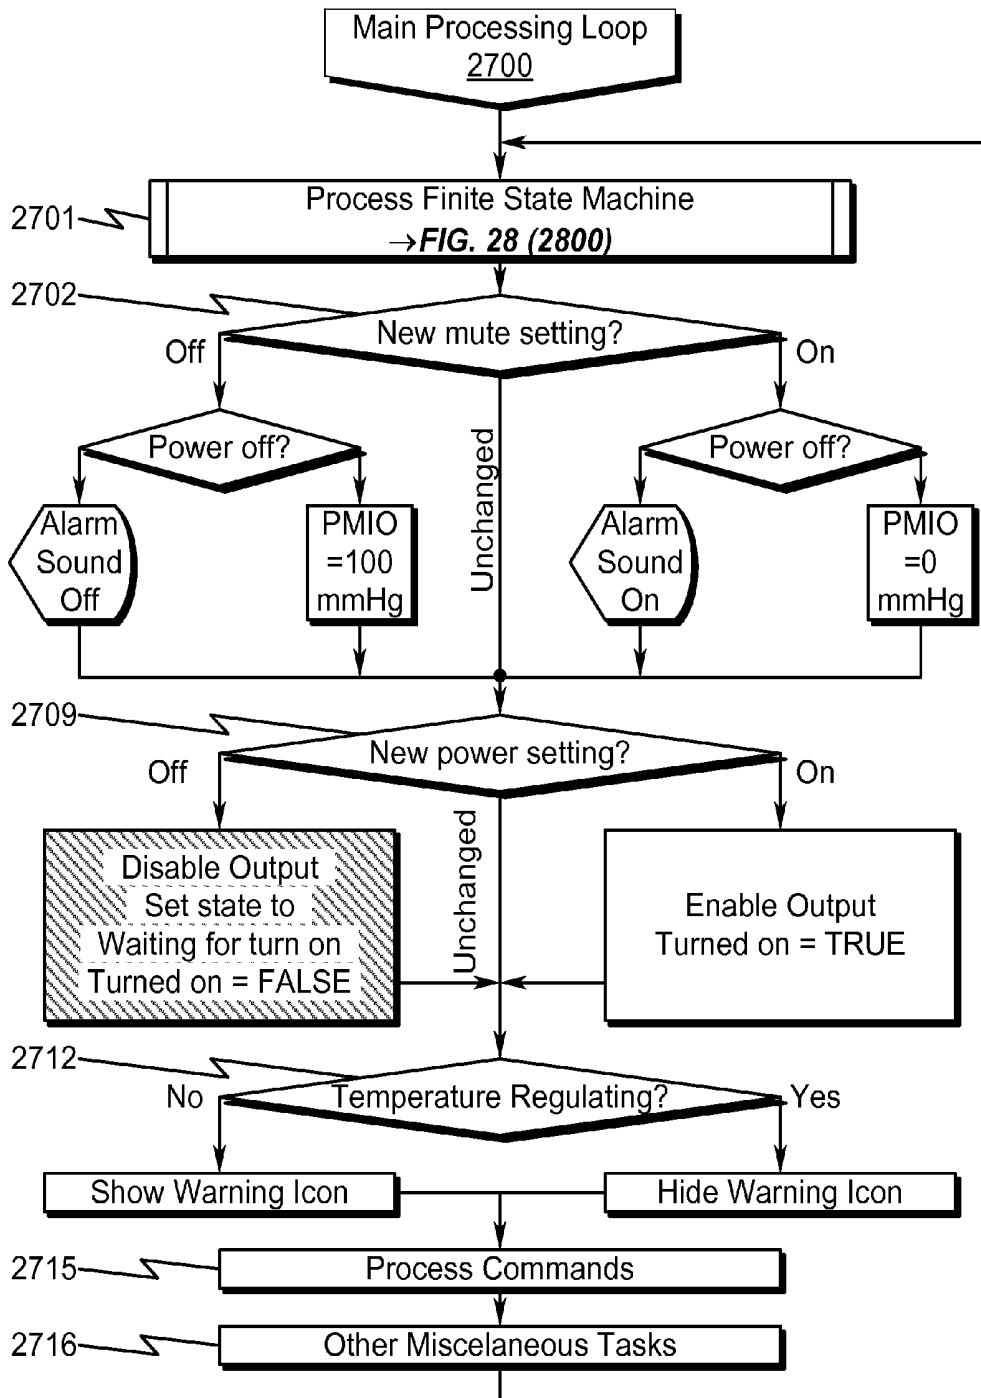 Main Processing Loop
2700
2701
Process Finite State Machine
→FIG. 28 (2800)
2702
New mute setting?
Off
On
Power off?
Unchanged
Power off?
Alarm
Sound
Off
PMIO
=100
mmHg
Alarm
Sound
On
PMIO
=0
mmHg
2709
New power setting?
Off
On
Disable Output
Set state to
Waiting for turn on
Turned on = FALSE
Unchanged
Enable Output
Turned on = TRUE
2712
Temperature Regulating?
No
Yes
Show Warning Icon
Hide Warning Icon
2715
Process Commands
2716
Other Miscelaneous Tasks